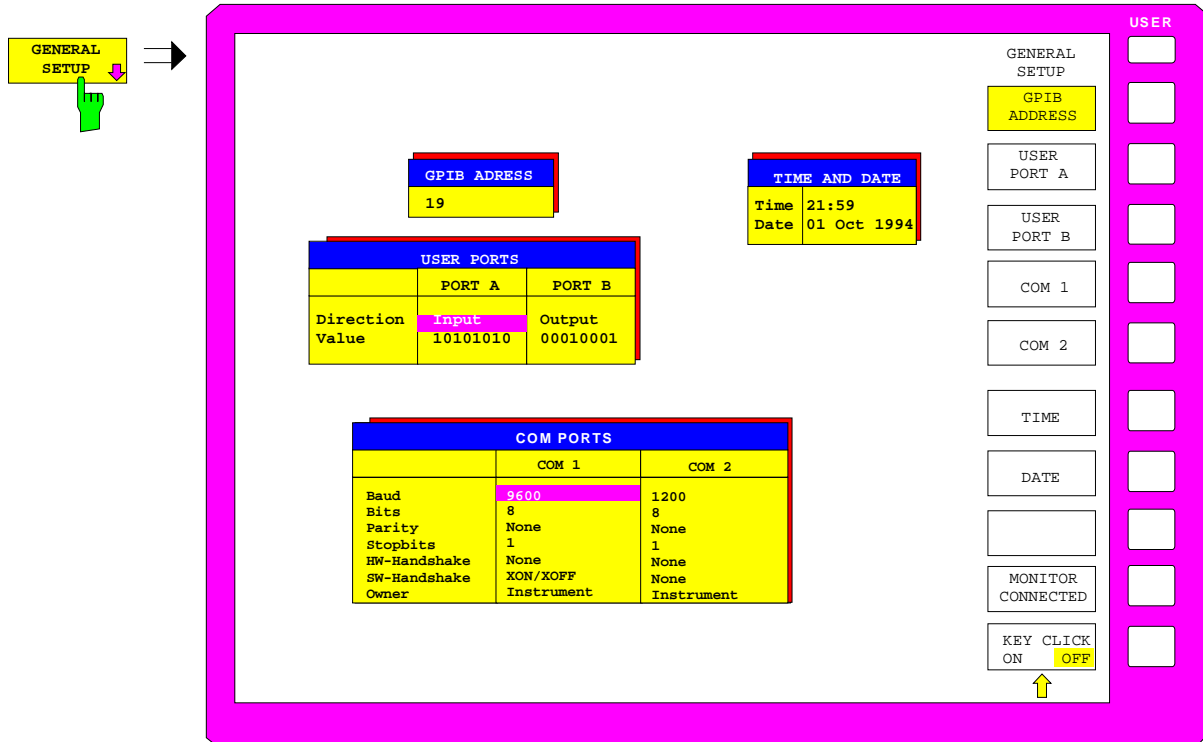 GENERAL
SETUP
USER
GENERAL
SETUP
GPIB
ADDRESS
USER
PORT A
USER
PORT B
COM 1
COM 2
TIME
DATE
MONITOR
CONNECTED
KEY CLICK
ON OFF
GPIB ADRESS
19
TIME AND DATE
Time 21:59
Date 01 Oct 1994
USER PORTS
PORT A PORT B
Direction Input Output
Value 10101010 00010001
COM PORTS
COM 1 COM 2
Baud 9600 1200
Bits 8 8
Parity None None
Stopbits 1 1
HW-Handshake None None
SW-Handshake XON/XOFF None
Owner Instrument Instrument